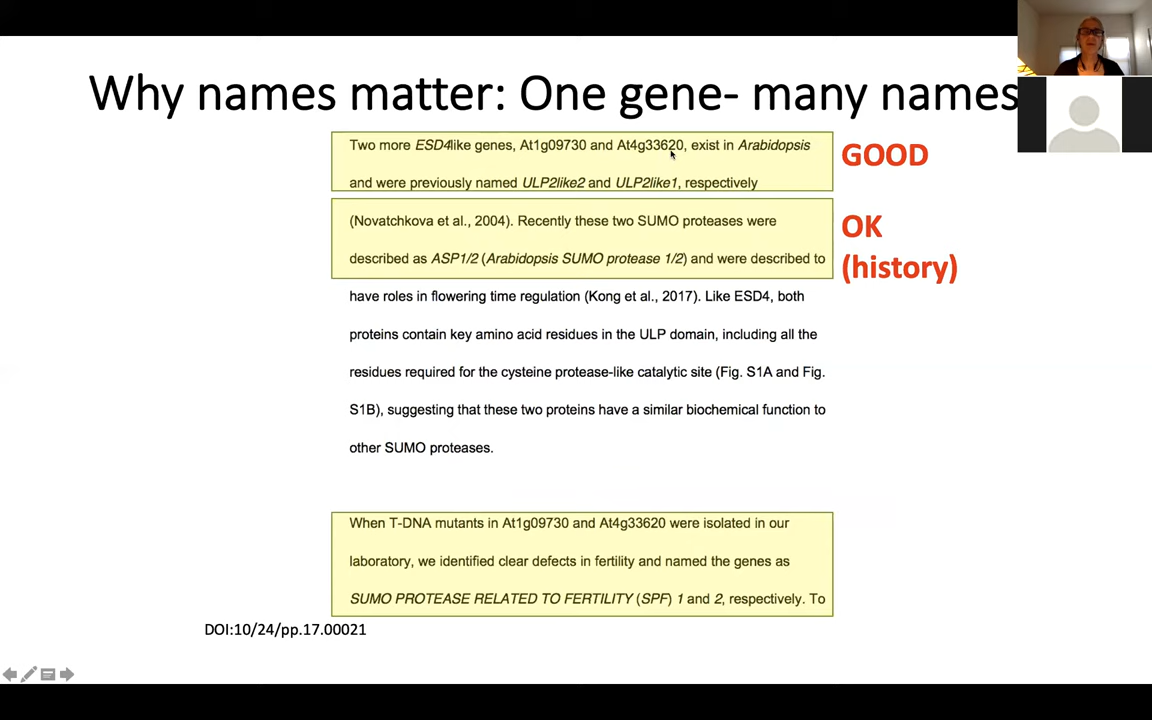 Why names matter: One gene- many names
Two more ESD4like genes, At1g09730 and At4g33620, exist in Arabidopsis
and were previously named ULP2like2 and ULP2like1, respectively
GOOD
(Novatchkova et al., 2004). Recently these two SUMO proteases were
described as ASP1/2 (Arabidopsis SUMO protease 1/2) and were described to
OK
(history)
have roles in flowering time regulation (Kong et al., 2017). Like ESD4, both
proteins contain key amino acid residues in the ULP domain, including all the
residues required for the cysteine protease-like catalytic site (Fig. S1A and Fig.
S1B), suggesting that these two proteins have a similar biochemical function to
other SUMO proteases.
When T-DNA mutants in At1g09730 and At4g33620 were isolated in our
laboratory, we identified clear defects in fertility and named the genes as
SUMO PROTEASE RELATED TO FERTILITY (SPF) 1 and 2, respectively. To
DOI:10/24/pp.17.00021